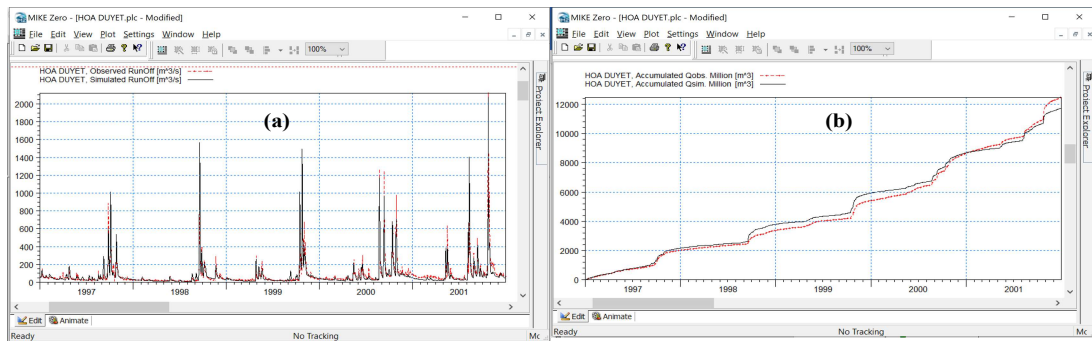 MIKE Zero - [HOA DUYET.plc - Modified]
File Edit View Plot Settings Window Help
100%
HOA DUYET, Observed RunOff [m^3/s]
HOA DUYET, Simulated RunOff [m^3/s]
(a)
2000
1800
1600
1400
1200
1000
800
600
400
200
0
1997 1998 1999 2000 2001
Project Explorer
Edit Animate
Ready No Tracking Mc
MIKE Zero - [HOA DUYET.plc - Modified]
File Edit View Plot Settings Window Help
100%
HOA DUYET, Accumulated Qobs. Million [m^3]
HOA DUYET, Accumulated Qsim. Million [m^3]
(b)
12000
10000
8000
6000
4000
2000
0
1997 1998 1999 2000 2001
Project Explorer
Edit Animate
Ready No Tracking Mc